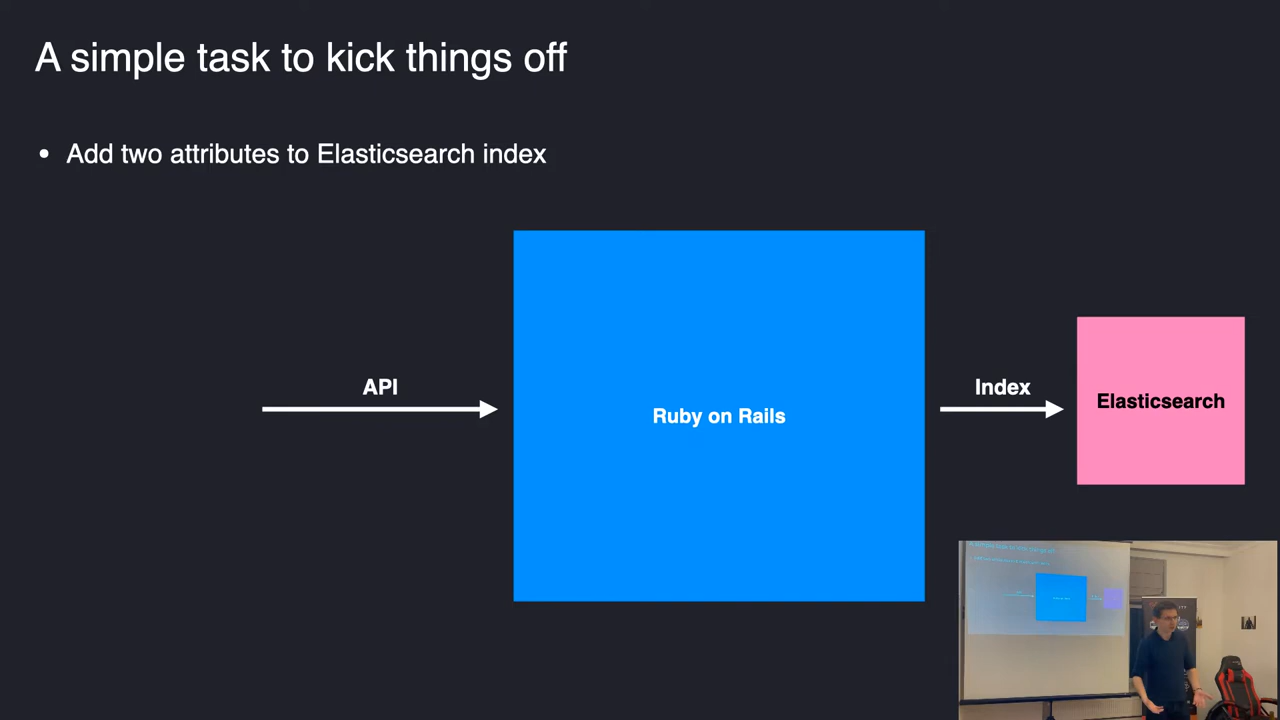 A simple task to kick things off
• Add two attributes to Elasticsearch index
API
Ruby on Rails
Index
Elasticsearch